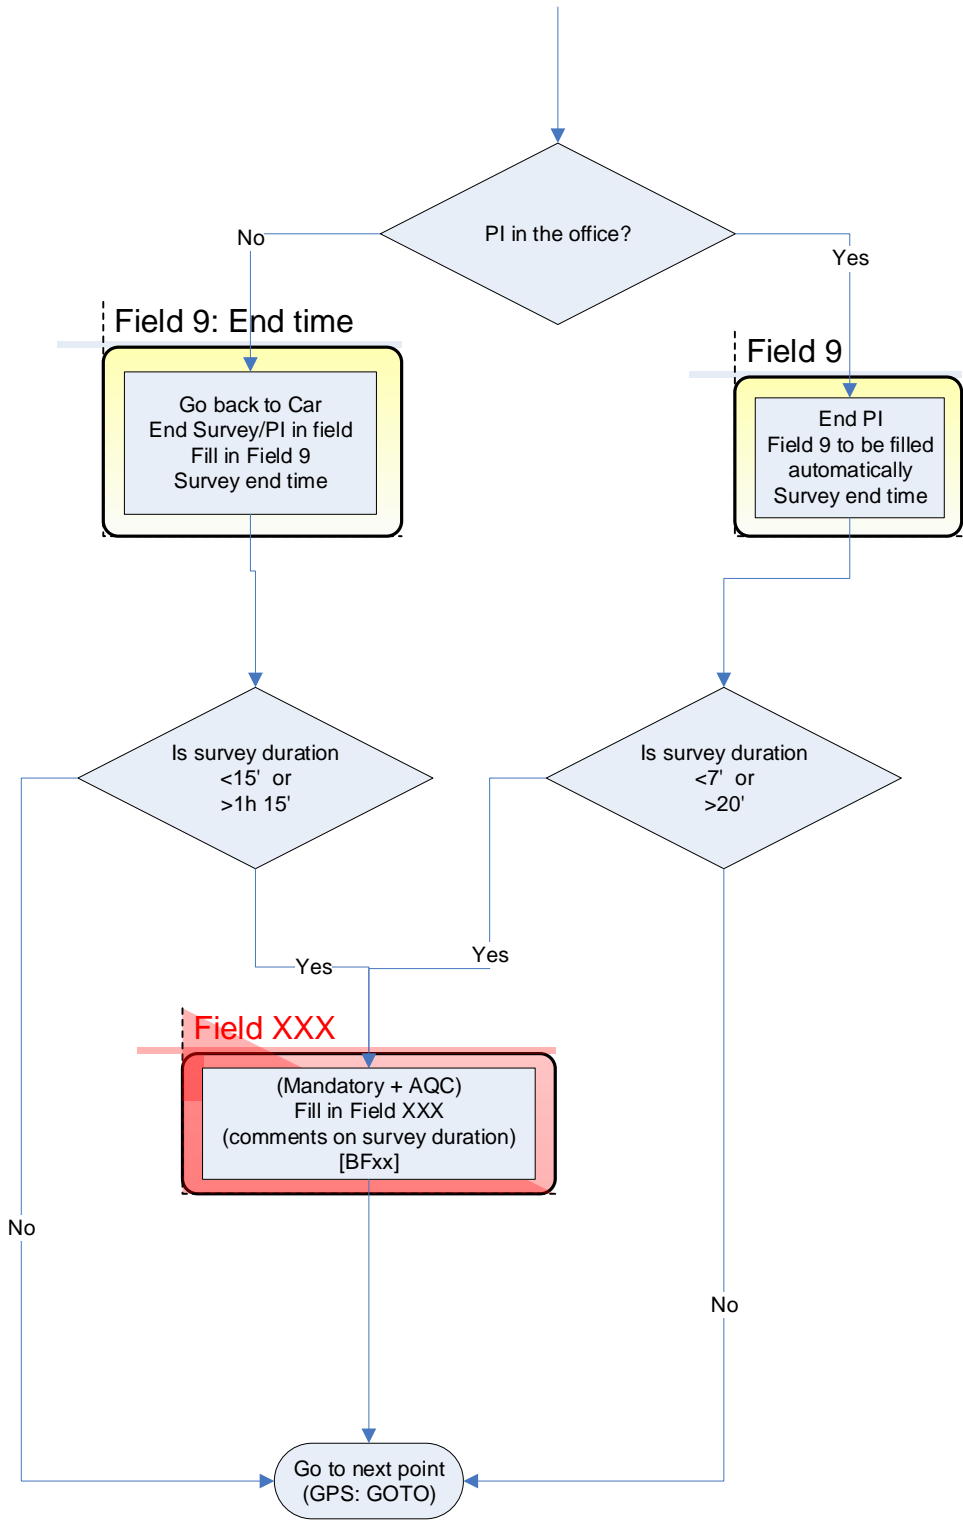 PI in the office?
No
Yes
Field 9: End time
Field 9
Go back to Car
End Survey/PI in field
Fill in Field 9
Survey end time
End PI
Field 9 to be filled
automatically
Survey end time
Is survey duration
<15'  or
>1h 15'
Is survey duration
<7'  or
>20'
Yes
Yes
Field XXX
(Mandatory + AQC)
Fill in Field XXX
(comments on survey duration)
[BFxx]
No
No
Go to next point
(GPS: GOTO)